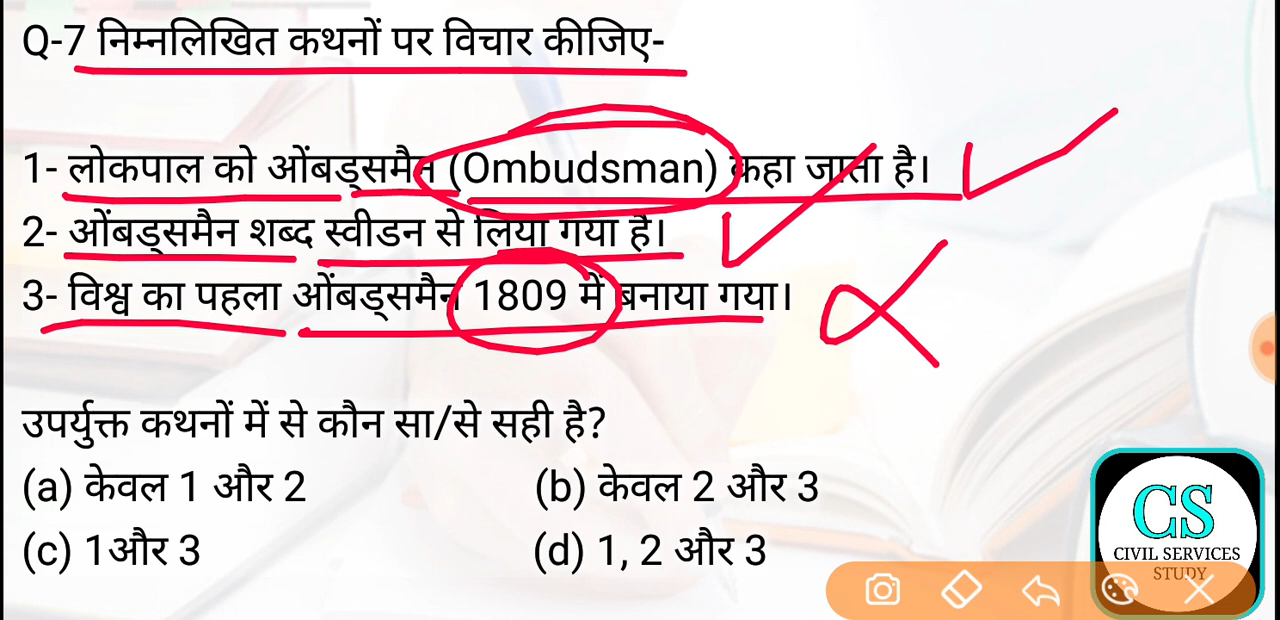 Q-7 निम्नलिखित कथनों पर विचार कीजिए-
1- लोकपाल को ओंबड्समैन (Ombudsman) कहा जाता है।
2- ओंबड्समैन शब्द स्वीडन से लिया गया है।
3- विश्व का पहला ओंबड्समैन 1809 में बनाया गया।
उपर्युक्त कथनों में से कौन सा/से सही है?
(a) केवल 1 और 2 (b) केवल 2 और 3
(c) 1और 3 (d) 1, 2 और 3
CS
CIVIL SERVICES
STUDY